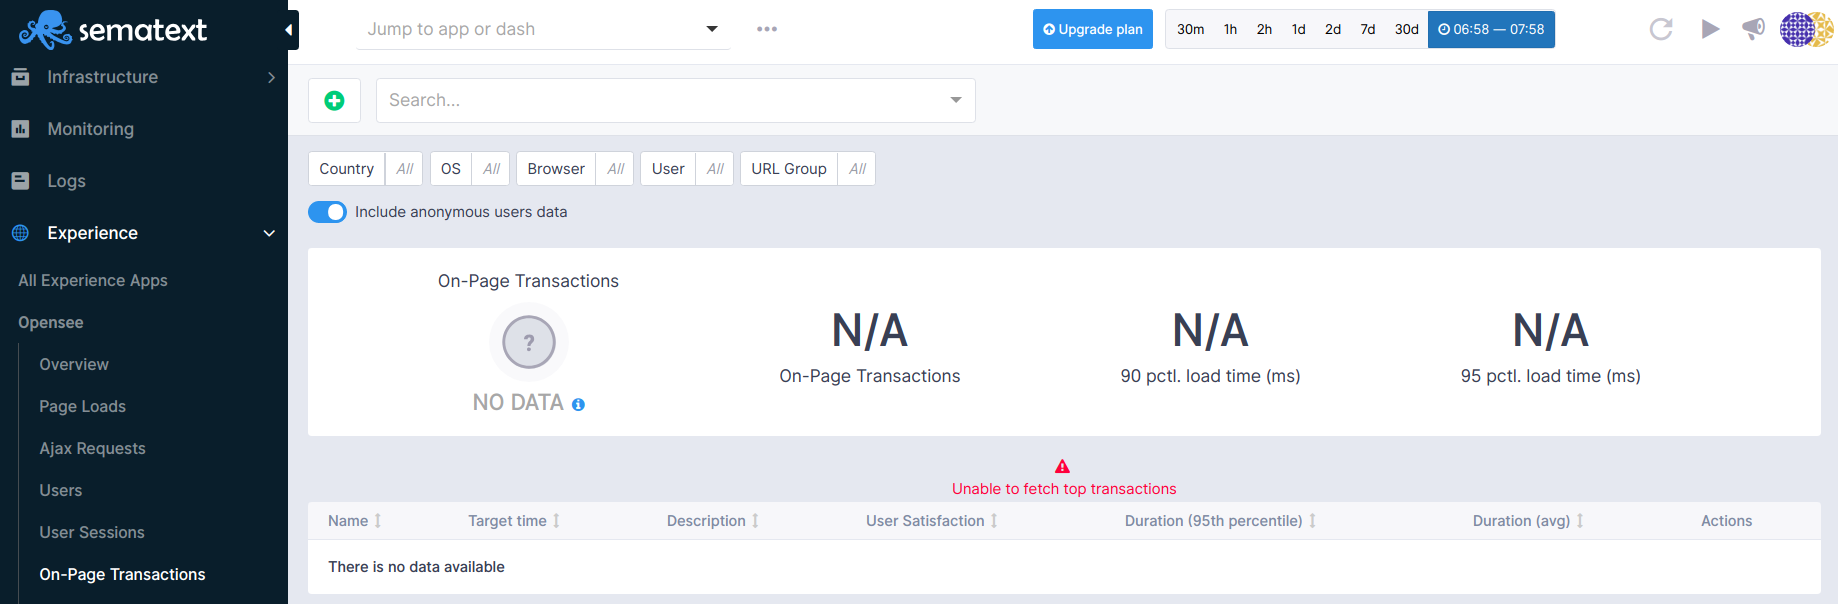 sematext
Jump to app or dash
Upgrade plan
30m 1h 2h 1d 2d 7d 30d 06:58 — 07:58
Infrastructure
Monitoring
Logs
Experience
All Experience Apps
Opensee
Overview
Page Loads
Ajax Requests
Users
User Sessions
On-Page Transactions
Search...
Country All OS All Browser All User All URL Group All
Include anonymous users data
On-Page Transactions
?
NO DATA
N/A
On-Page Transactions
N/A
90 pctl. load time (ms)
N/A
95 pctl. load time (ms)
Unable to fetch top transactions
Name Target time Description User Satisfaction Duration (95th percentile) Duration (avg) Actions
There is no data available